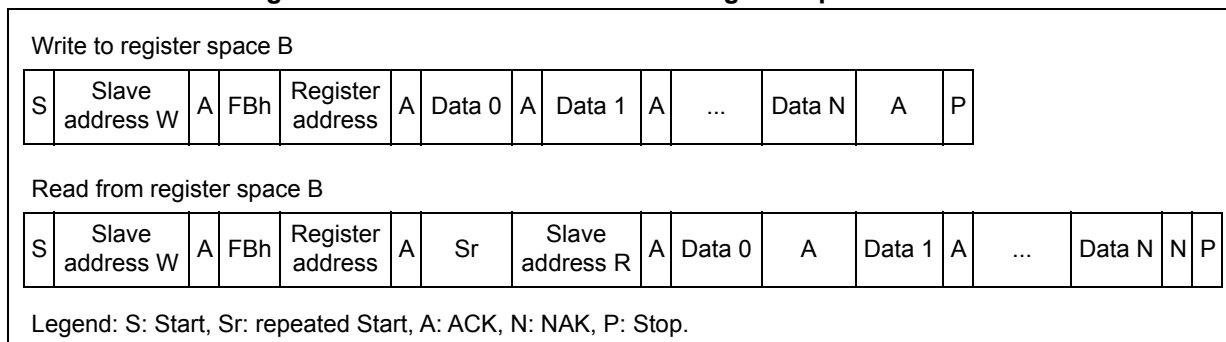 Write to register space B
S Slave address W A FBh Register address A Data 0 A Data 1 A ... Data N A P
Read from register space B
S Slave address W A FBh Register address A Sr Slave address R A Data 0 A Data 1 A ... Data N N P
Legend: S: Start, Sr: repeated Start, A: ACK, N: NAK, P: Stop.